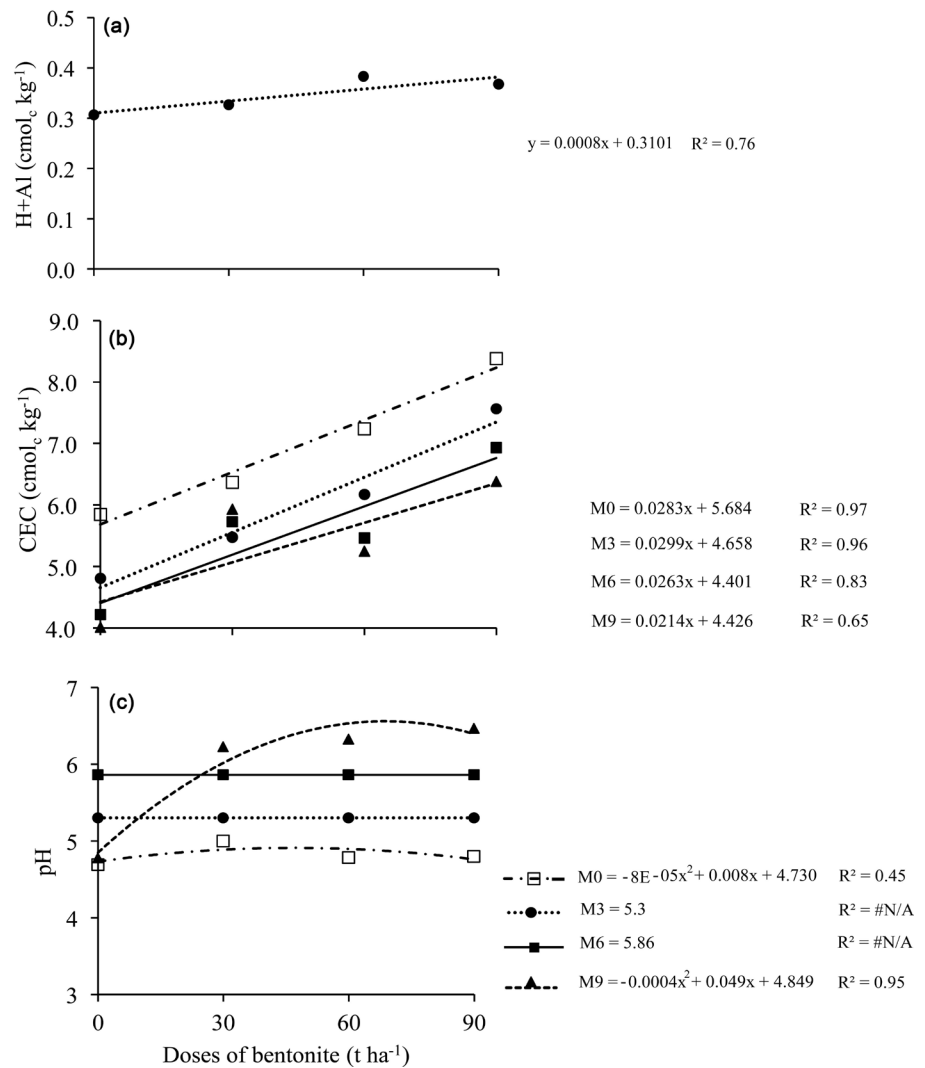 (a)
0.5
0.4
0.3
0.2
0.1
0.0
H+Al (cmolc kg-1)
y = 0.0008x + 0.3101 R² = 0.76
(b)
9.0
8.0
7.0
6.0
5.0
4.0
CEC (cmolc kg-1)
M0 = 0.0283x + 5.684 R² = 0.97
M3 = 0.0299x + 4.658 R² = 0.96
M6 = 0.0263x + 4.401 R² = 0.83
M9 = 0.0214x + 4.426 R² = 0.65
(c)
7
6
5
4
3
pH
0 30 60 90
Doses of bentonite (t ha-1)
M0 = -8E -05x2 + 0.008x + 4.730 R² = 0.45
M3 = 5.3 R² = #N/A
M6 = 5.86 R² = #N/A
M9 = -0.0004x2 + 0.049x + 4.849 R² = 0.95